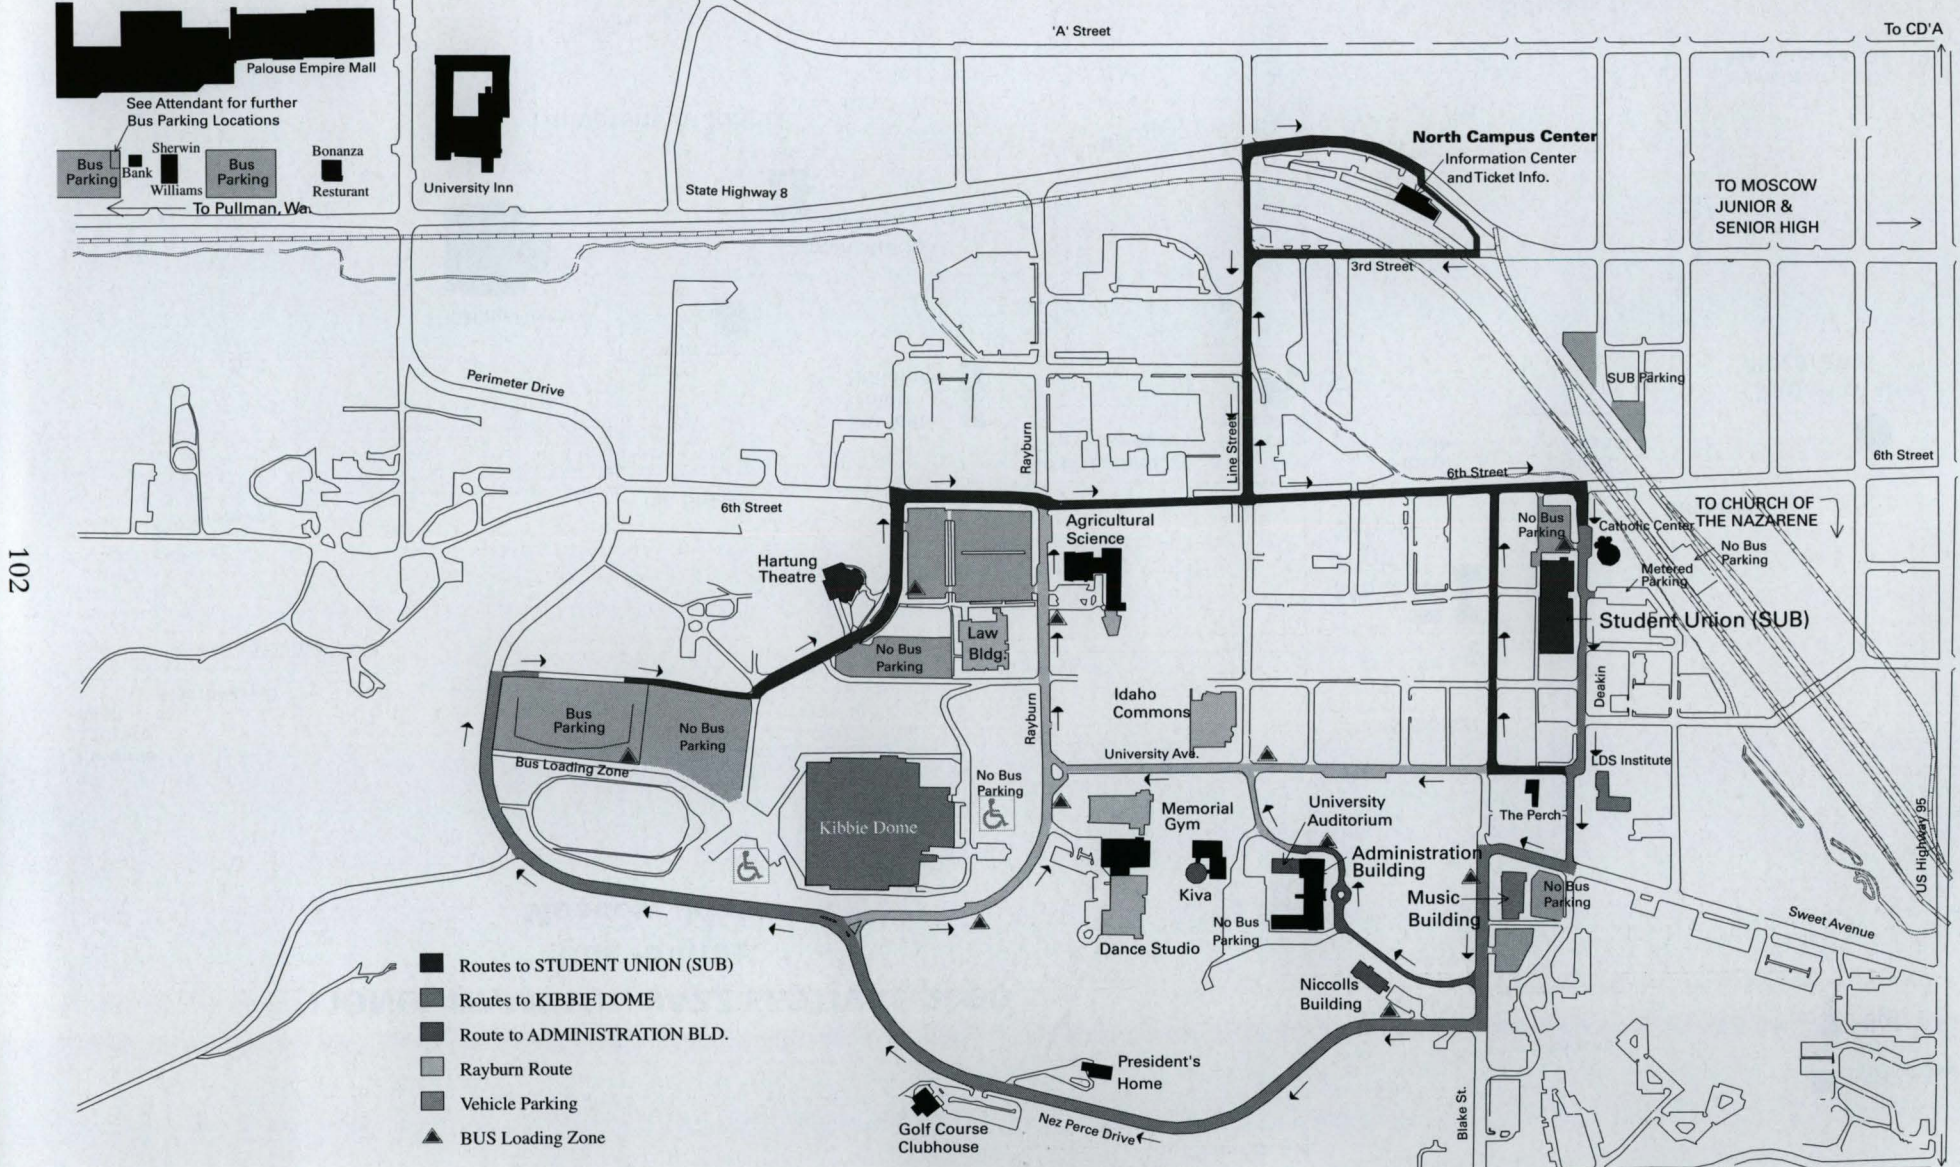 'A' Street
To CD'A
Palouse Empire Mall
See Attendant for further
Bus Parking Locations
Bus
Parking
Bank
Sherwin
Williams
Bus
Parking
Bonanza
Resturant
To Pullman, Wa.
University Inn
State Highway 8
North Campus Center
Information Center
and Ticket Info.
TO MOSCOW
JUNIOR &
SENIOR HIGH
3rd Street
Perimeter Drive
SUB Parking
Rayburn
Line Street
6th Street
6th Street
6th Street
102
Agricultural
Science
Hartung
Theatre
No Bus
Parking
Law
Bldg.
No Bus
Parking
Catholic Center
TO CHURCH OF
THE NAZARENE
No Bus
Parking
Metered
Parking
Student Union (SUB)
Deakin
Bus
Parking
No Bus
Parking
Bus Loading Zone
Idaho
Commons
Rayburn
University Ave.
LDS Institute
No Bus
Parking
Kibbie Dome
Memorial
Gym
University
Auditorium
The Perch
US Highway 95
Administration
Building
Kiva
Music
Building
No Bus
Parking
No Bus
Parking
Sweet Avenue
Dance Studio
Niccolls
Building
Routes to STUDENT UNION (SUB)
Routes to KIBBIE DOME
Route to ADMINISTRATION BLD.
Rayburn Route
Vehicle Parking
BUS Loading Zone
President's
Home
Golf Course
Clubhouse
Nez Perce Drive
Blake St.